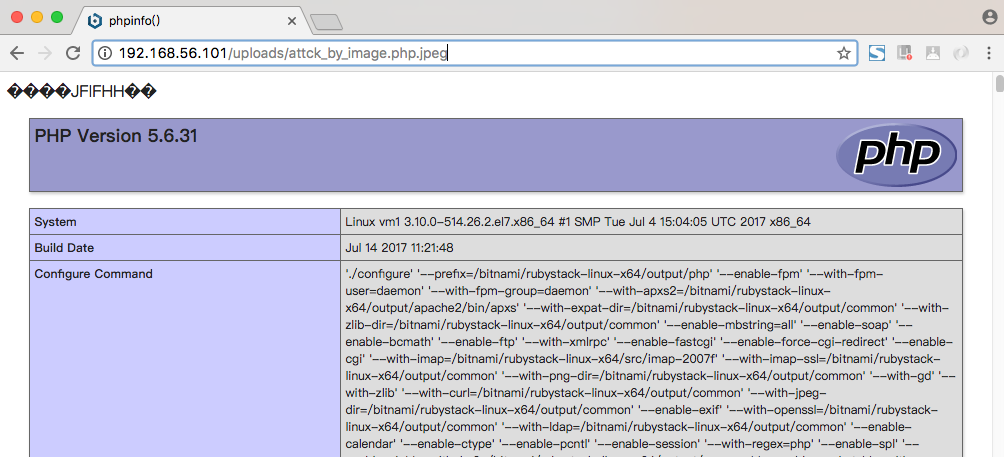 phpinfo()
192.168.56.101/uploads/attck_by_image.php.jpeg
����JFIFHH��
PHP Version 5.6.31
php
System Linux vm1 3.10.0-514.26.2.el7.x86_64 #1 SMP Tue Jul 4 15:04:05 UTC 2017 x86_64
Build Date Jul 14 2017 11:21:48
Configure Command './configure' '--prefix=/bitnami/rubystack-linux-x64/output/php' '--enable-fpm' '--with-fpm-
user=daemon' '--with-fpm-group=daemon' '--with-apxs2=/bitnami/rubystack-linux-
x64/output/apache2/bin/apxs' '--with-expat-dir=/bitnami/rubystack-linux-x64/output/common' '--with-
zlib-dir=/bitnami/rubystack-linux-x64/output/common' '--enable-mbstring=all' '--enable-soap' '--
enable-bcmath' '--enable-ftp' '--with-xmlrpc' '--enable-fastcgi' '--enable-force-cgi-redirect' '--enable-
cgi' '--with-imap=/bitnami/rubystack-linux-x64/src/imap-2007f' '--with-imap-ssl=/bitnami/rubystack-
linux-x64/output/common' '--with-png-dir=/bitnami/rubystack-linux-x64/output/common' '--with-gd' '--
with-zlib' '--with-curl=/bitnami/rubystack-linux-x64/output/common' '--with-jpeg-
dir=/bitnami/rubystack-linux-x64/output/common' '--enable-exif' '--with-openssl=/bitnami/rubystack-
linux-x64/output/common' '--with-ldap=/bitnami/rubystack-linux-x64/output/common' '--enable-
calendar' '--enable-ctype' '--enable-pcntl' '--enable-session' '--with-regex=php' '--enable-spl' '--